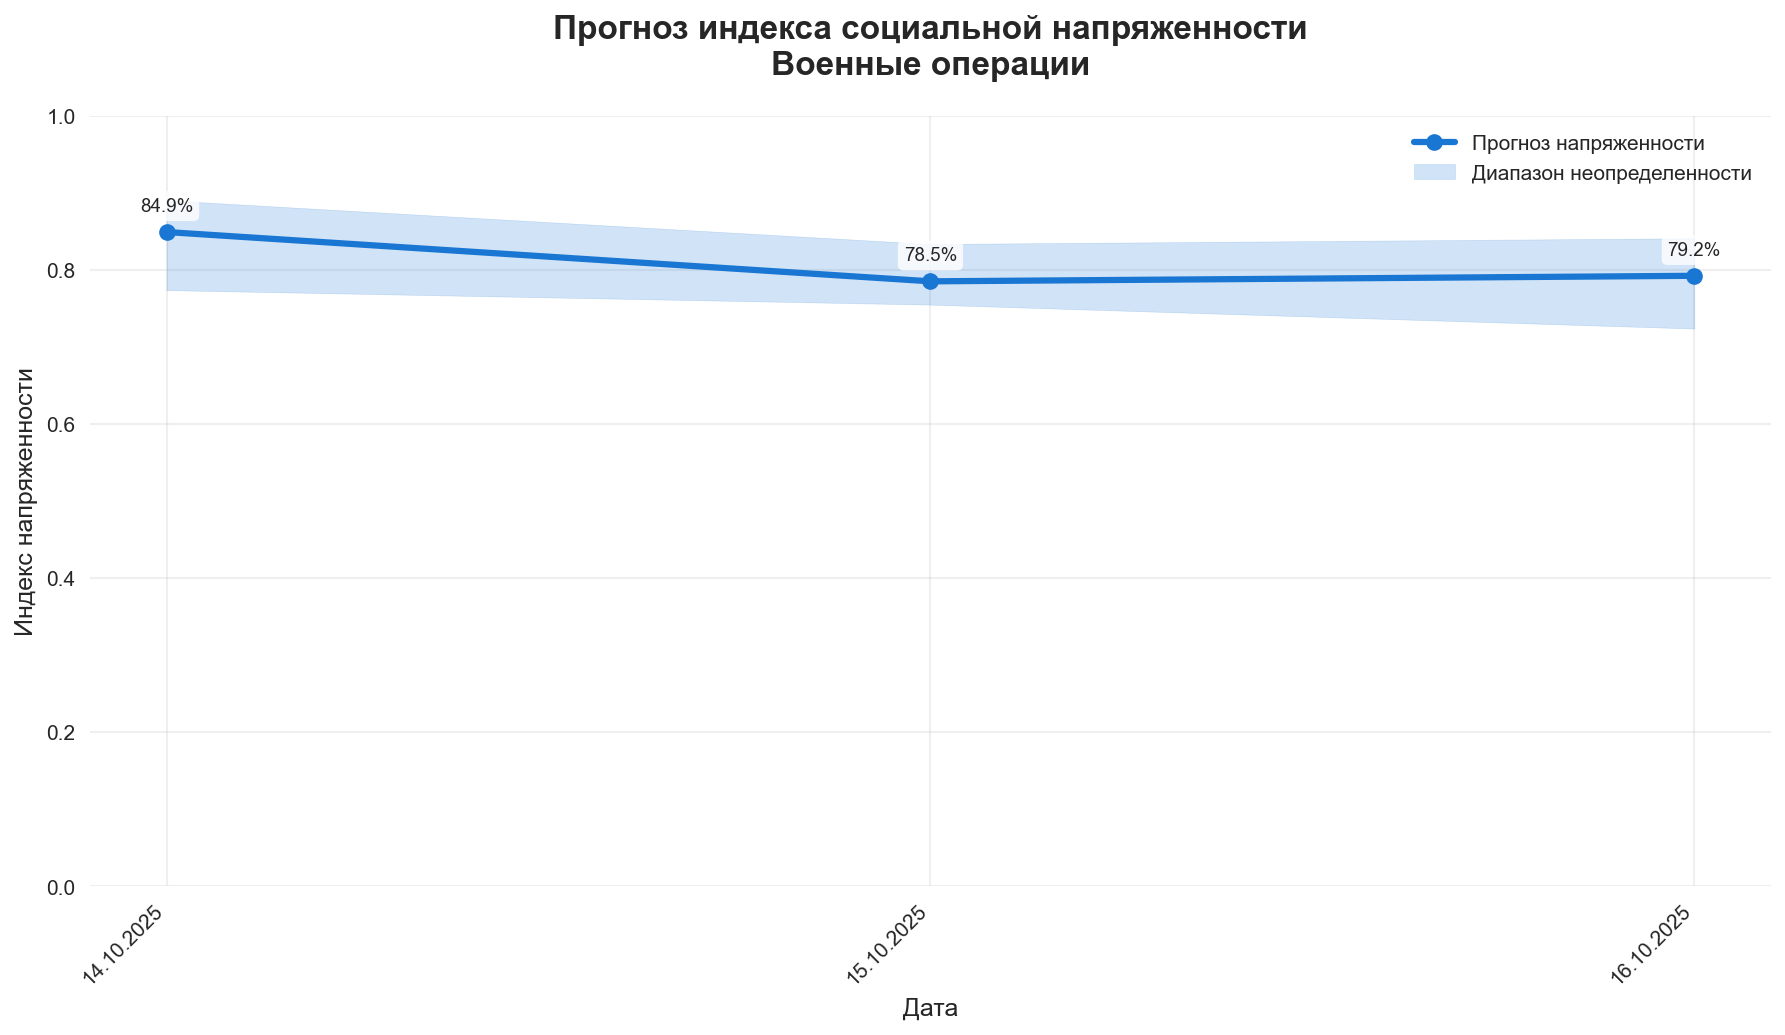 Прогноз индекса социальной напряженности
Военные операции
1.0
0.8
0.6
0.4
0.2
0.0
Индекс напряженности
Прогноз напряженности
Диапазон неопределенности
84.9%
78.5%
79.2%
14.10.2025
15.10.2025
16.10.2025
Дата